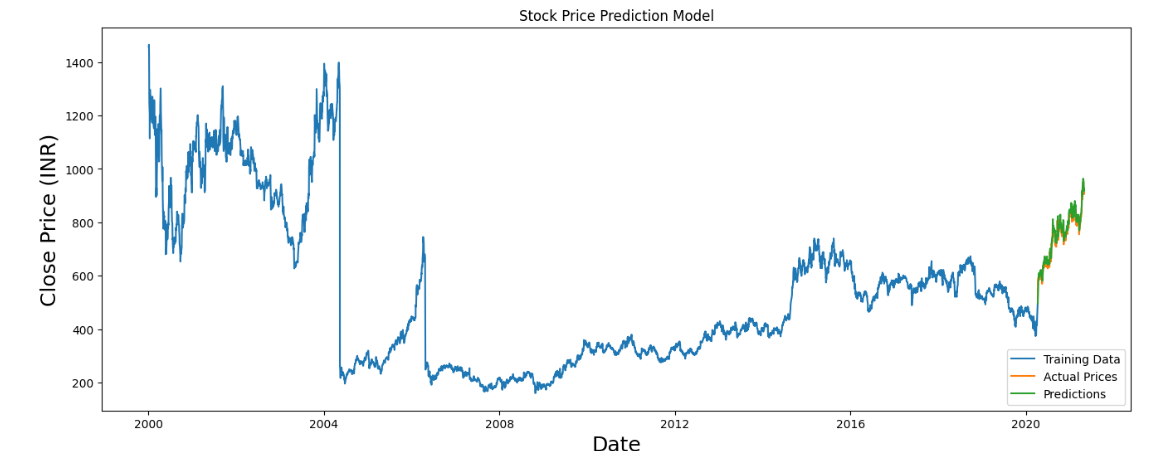 Stock Price Prediction Model
Close Price (INR)
1400
1200
1000
800
600
400
200
2000
2004
2008
2012
2016
2020
Date
Training Data
Actual Prices
Predictions